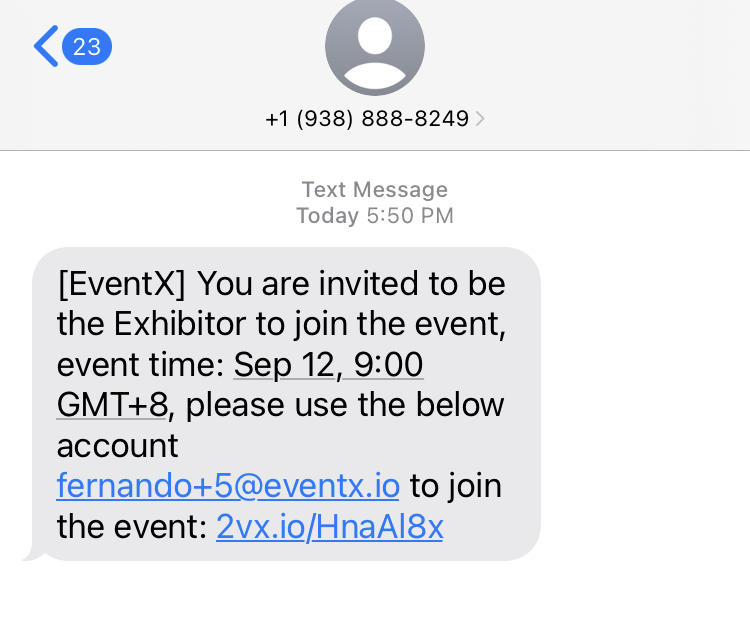 23
+1 (938) 888-8249
Text Message
Today 5:50 PM
[EventX] You are invited to be
the Exhibitor to join the event,
event time: Sep 12, 9:00
GMT+8, please use the below
account
fernando+5@eventx.io to join
the event: 2vx.io/HnaAl8x